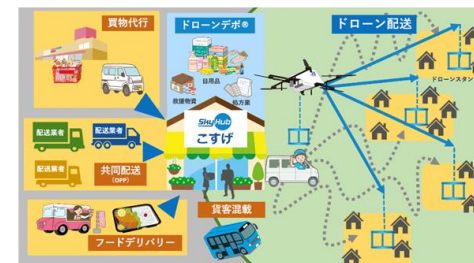 買物代行
ドローンデポ®
ドローン配送
日用品
救援物資
処方薬
ドローンスタンド
SkyHub
こすげ
配送業者
配送業者
配送業者
共同配送
(OPP)
貨客混載
フードデリバリー